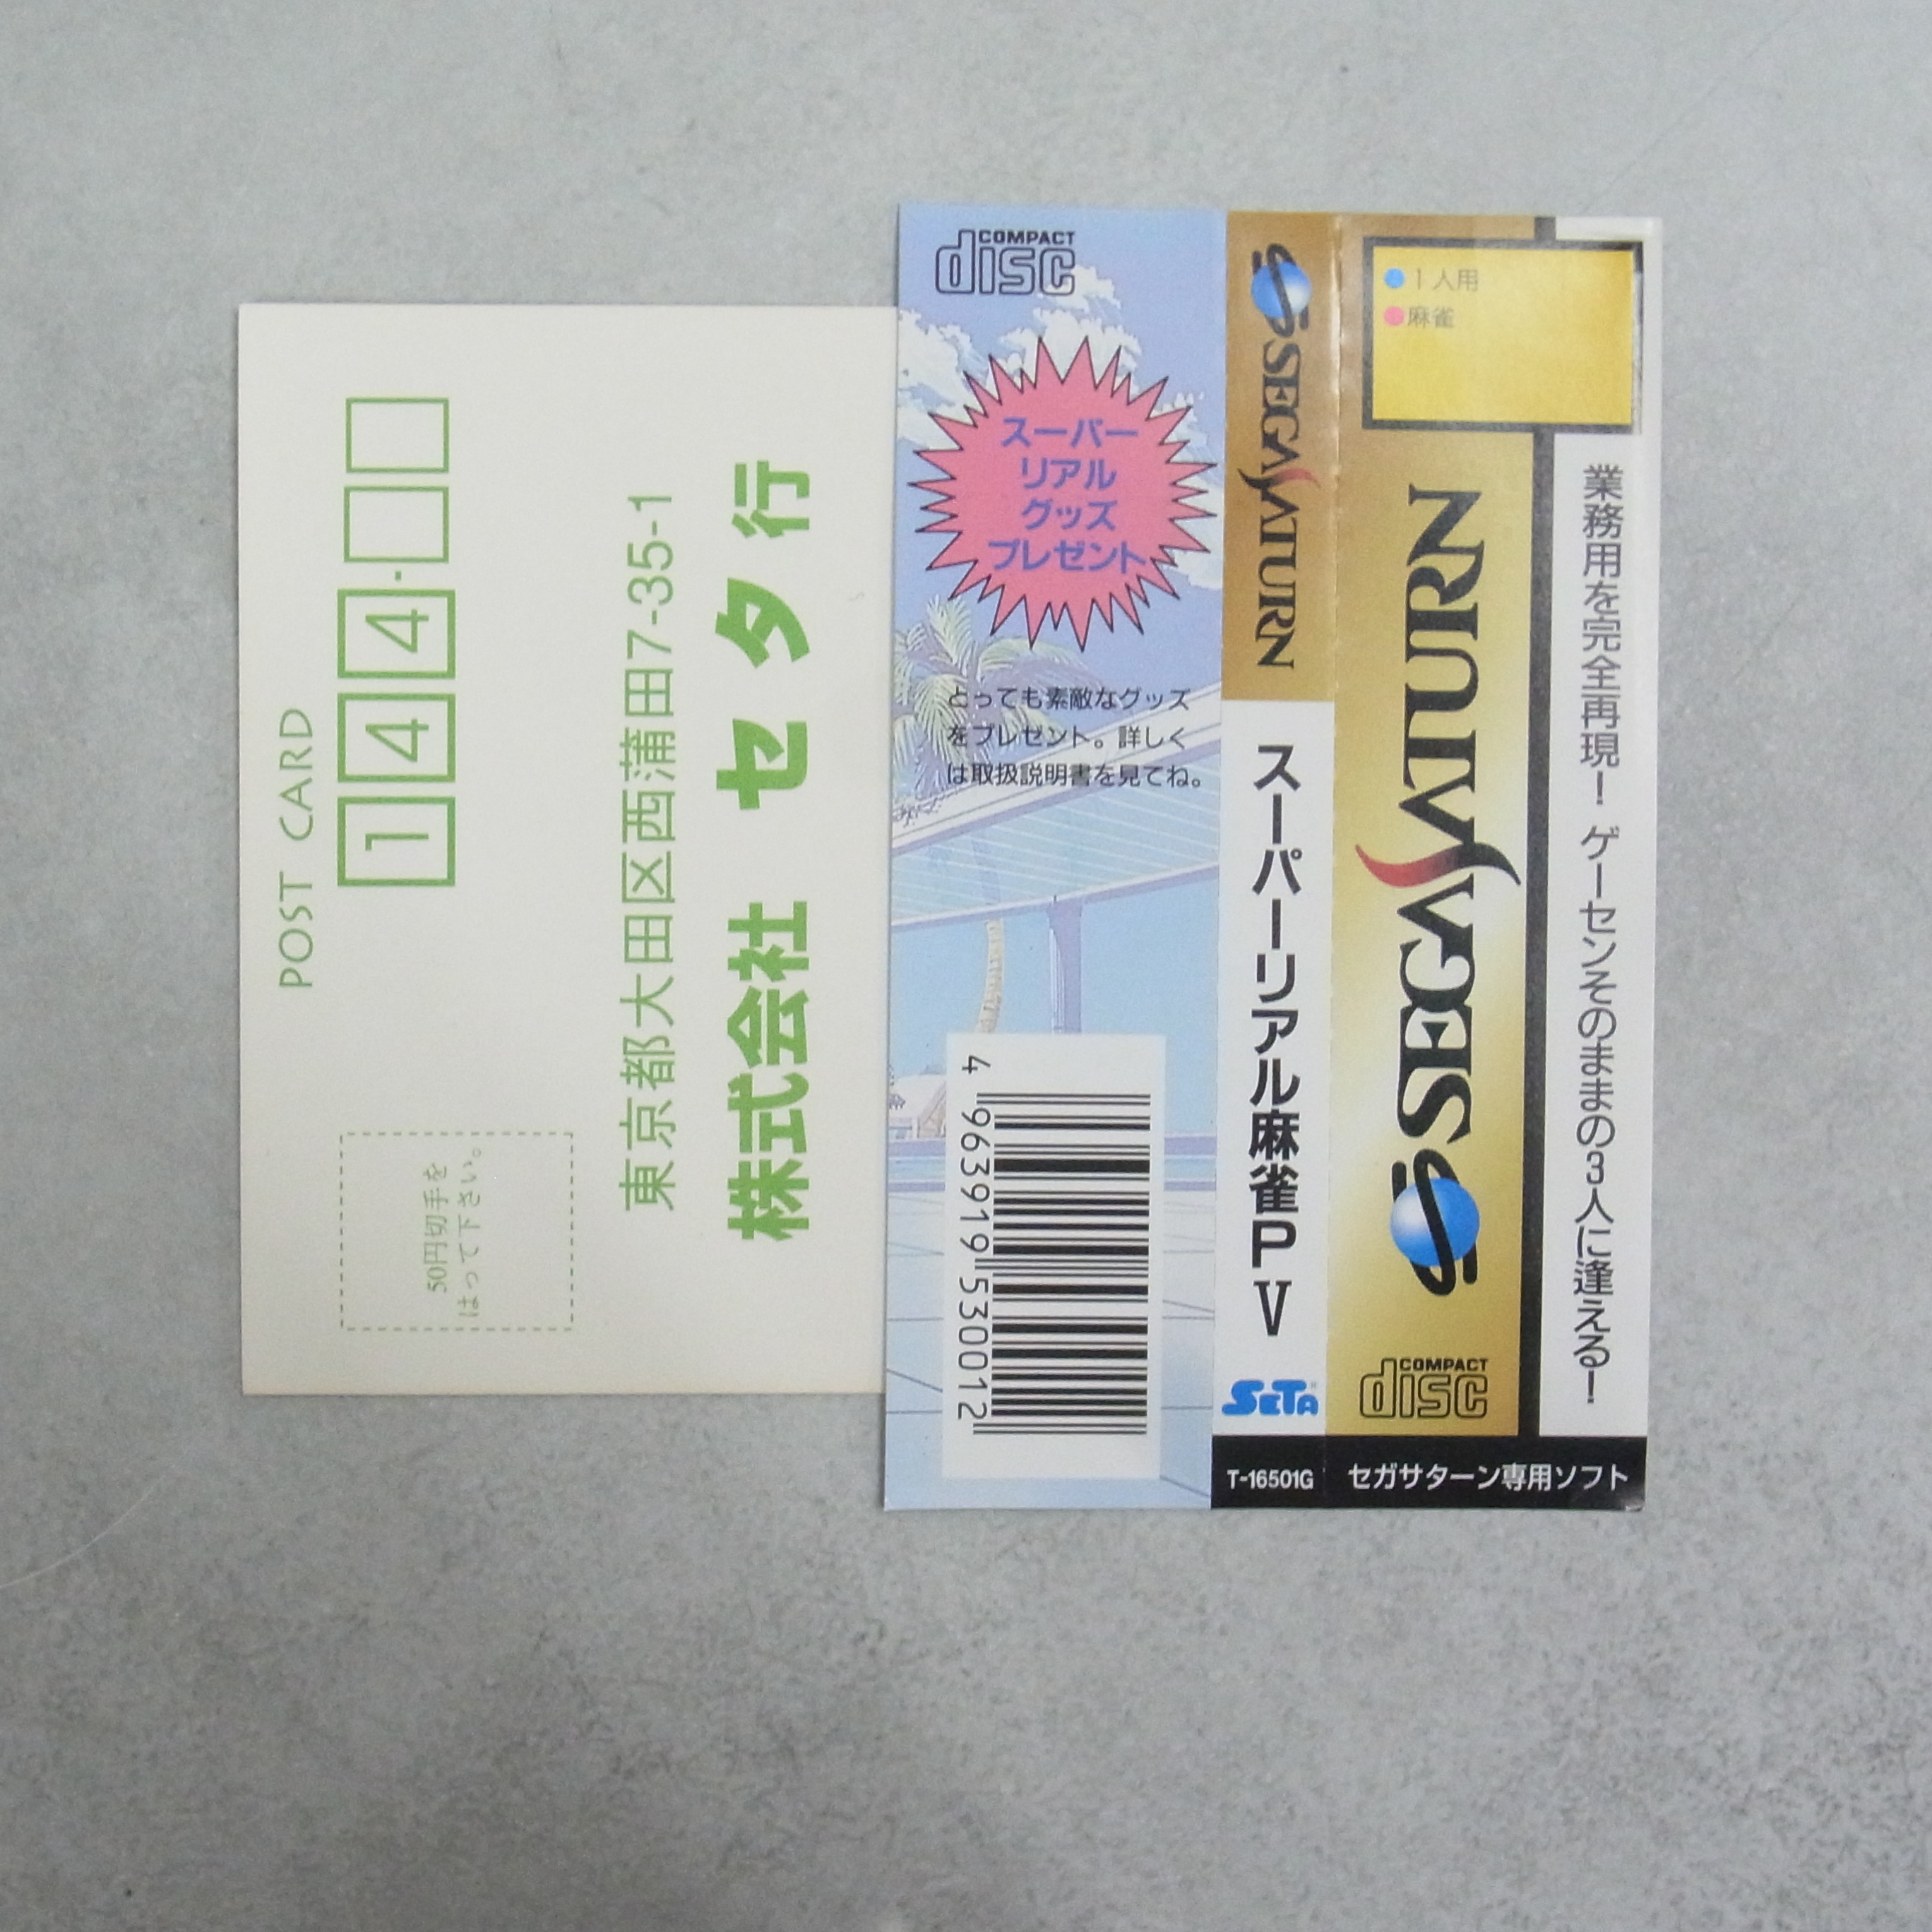 POST CARD
144-
50円切手を
はって下さい。
東京都大田区西蒲田7-35-1
株式会社 セタ 行
COMPACT
disc
スーパー
リアル
グッズ
プレゼント
とっても素敵なグッズ
をプレゼント。詳しく
は取扱説明書を見てね。
4 963919 530012
SEGA SATURN
スーパーリアル麻雀P V
SETA
T-16501G
1人用
麻雀
SEGA SATURN
COMPACT
disc
業務用を完全再現！ ゲーセンそのままの3人に逢える！
セガサターン専用ソフト